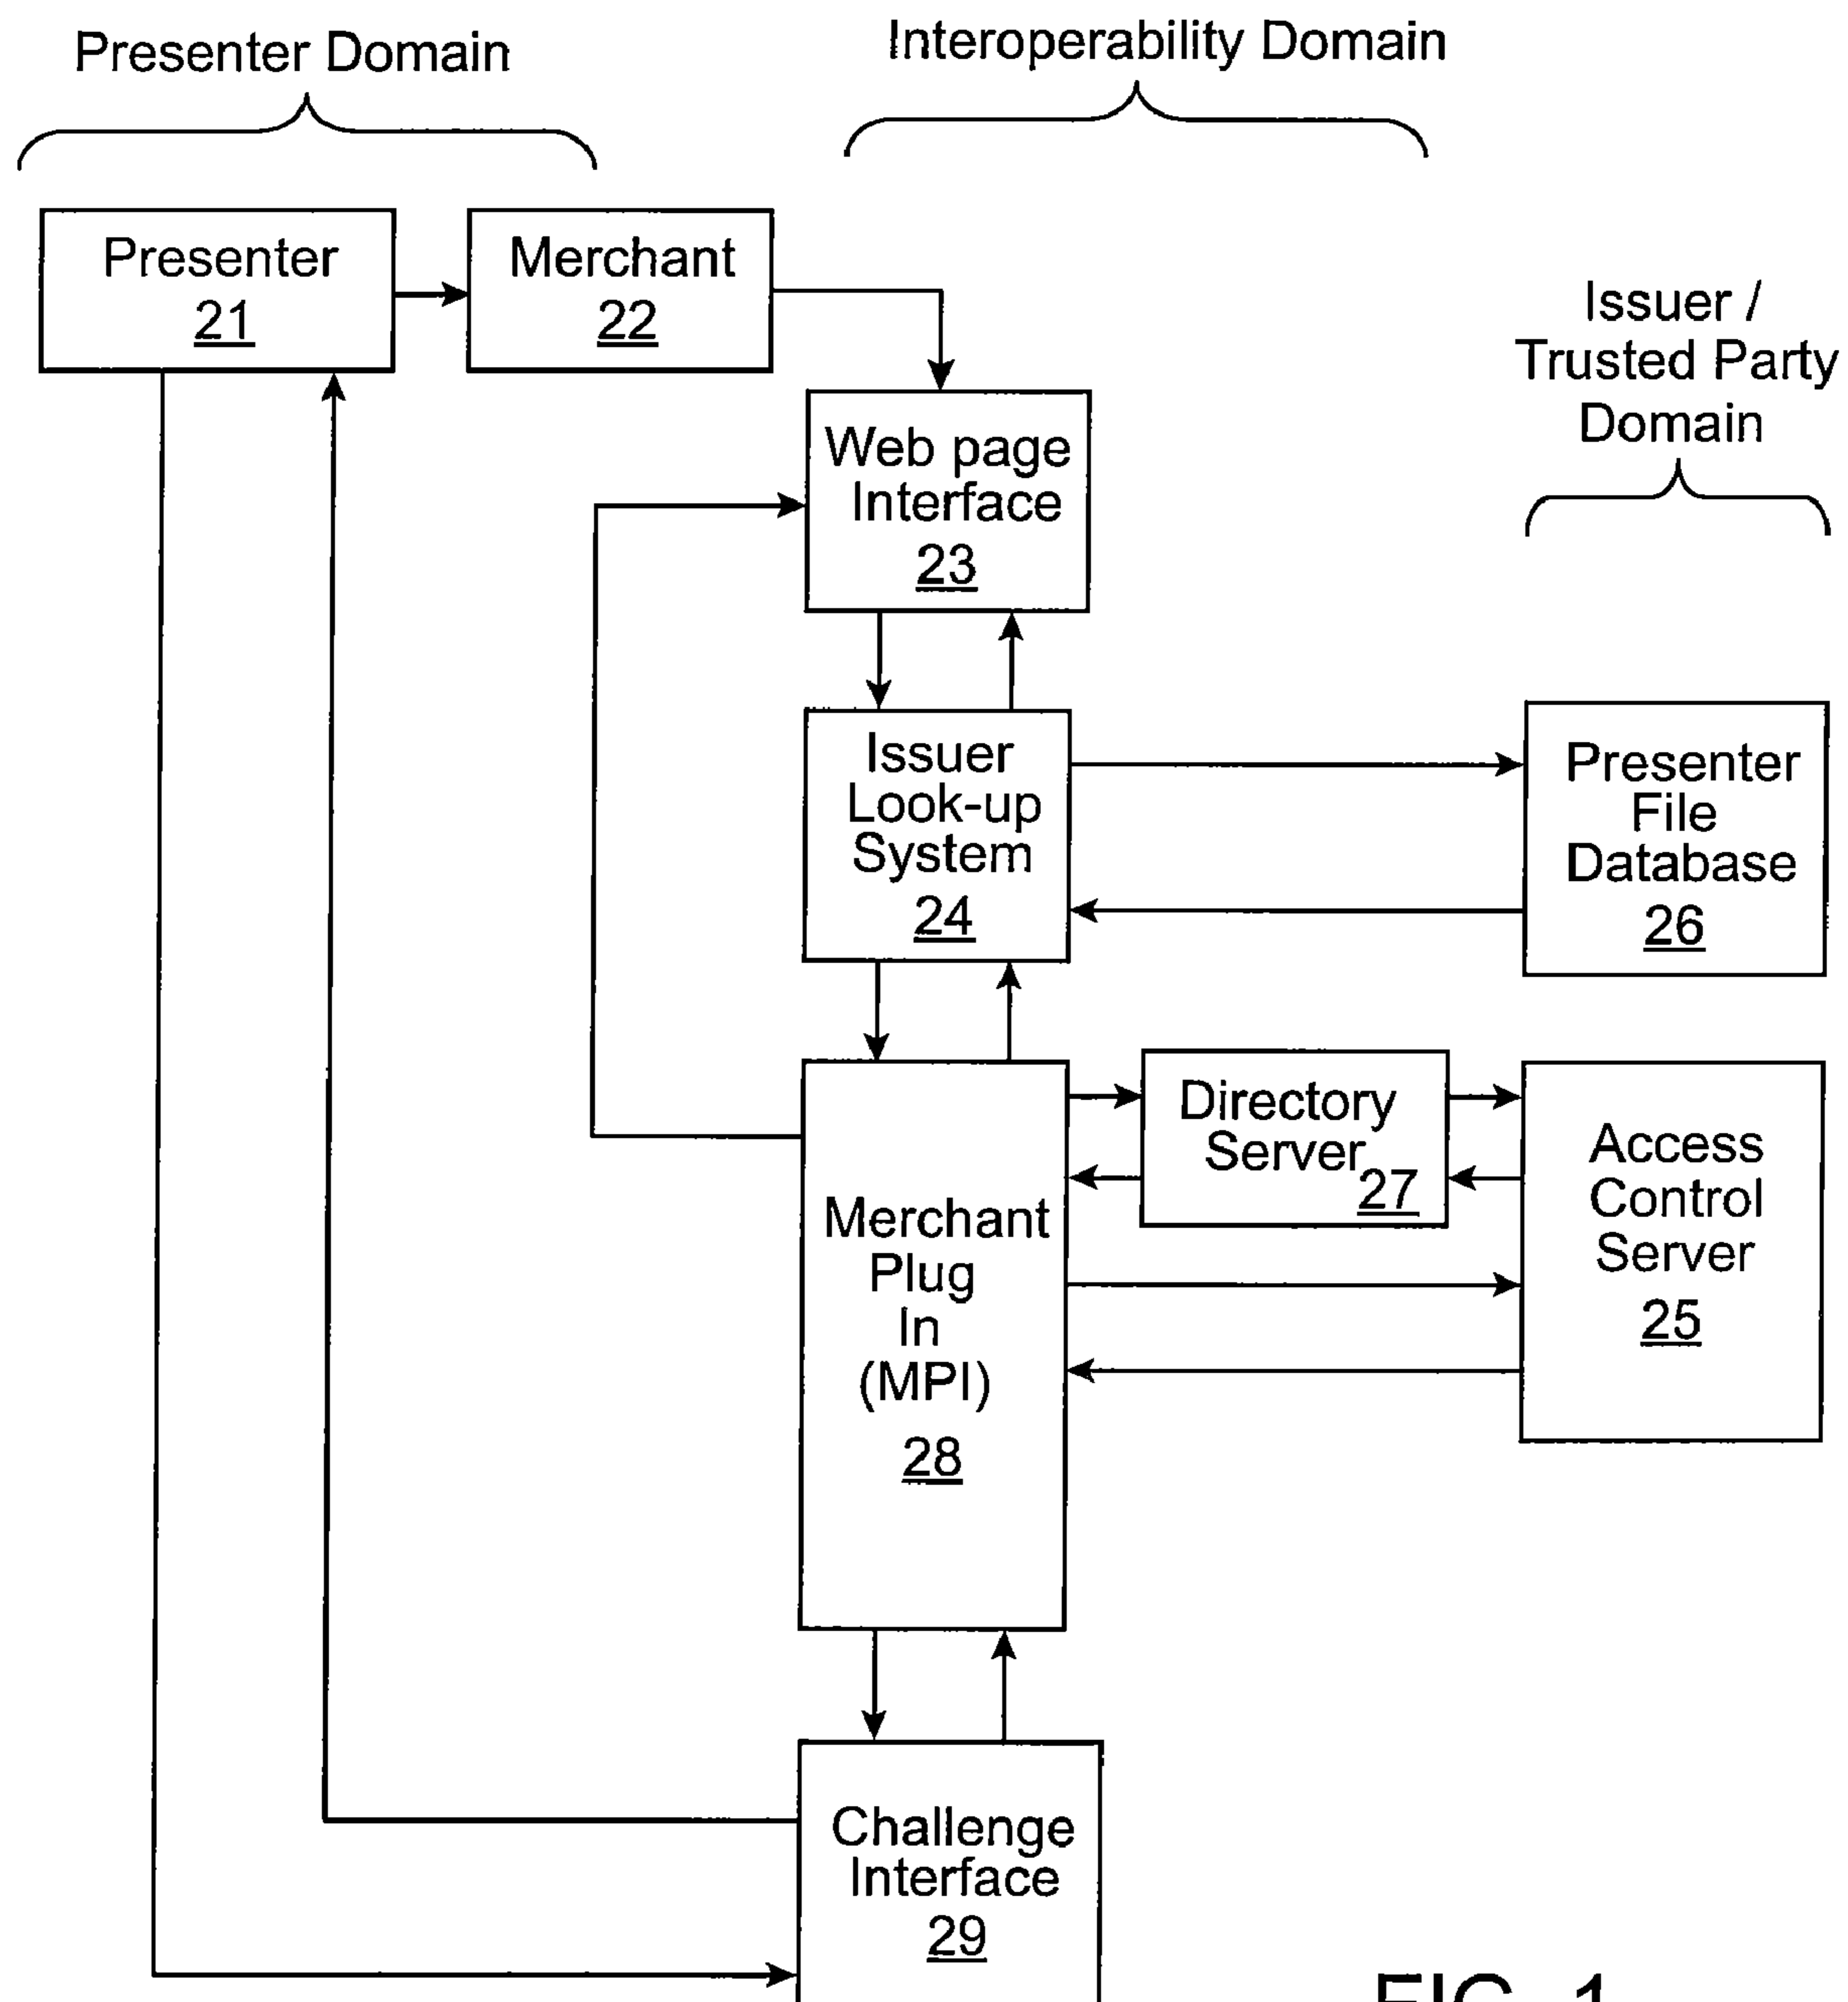 Presenter Domain
Interoperability Domain
Presenter
21
Merchant
22
Issuer /
Trusted Party
Domain
Web page
Interface
23
Issuer
Look-up
System
24
Presenter
File
Database
26
Directory
Server
27
Access
Control
Server
25
Merchant
Plug
In
(MPI)
28
Challenge
Interface
29
FIG. 1